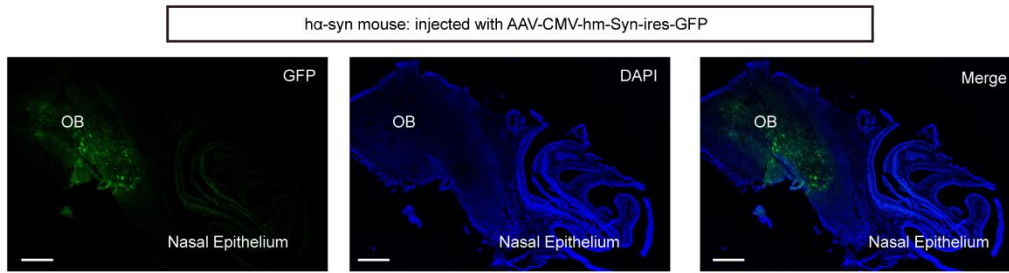 hα-syn mouse: injected with AAV-CMV-hm-Syn-ires-GFP
GFP
OB
Nasal Epithelium
DAPI
OB
Nasal Epithelium
Merge
OB
Nasal Epithelium